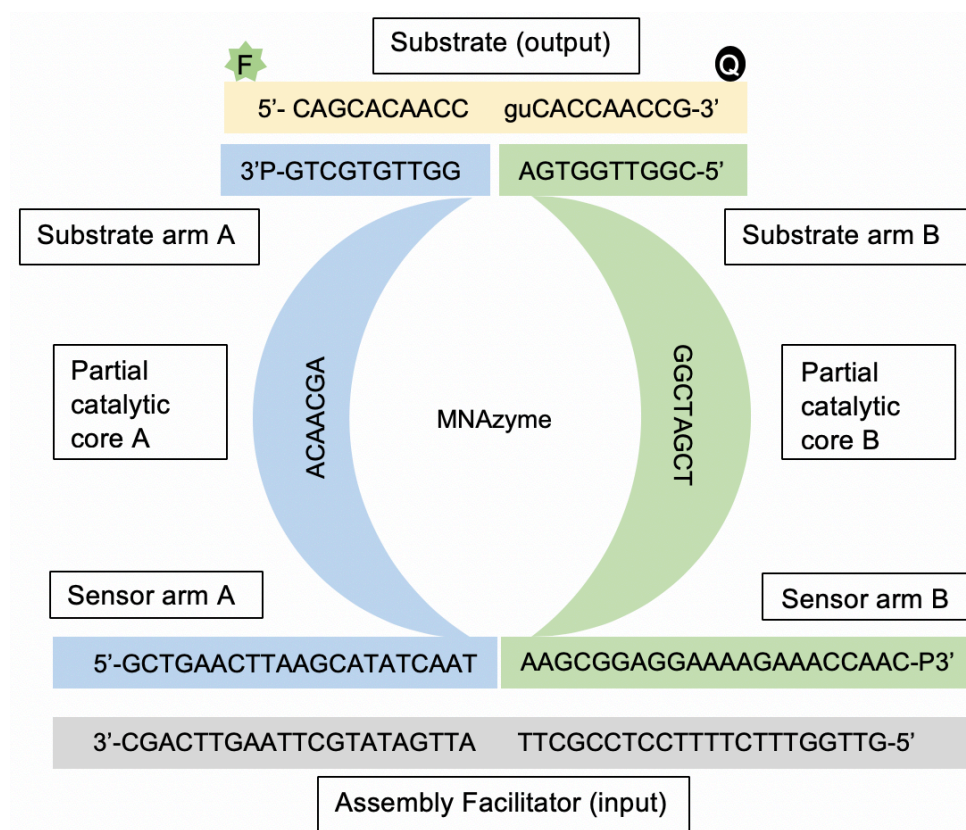 Substrate (output)
F
Q
5’- CAGCACAACC guCACCAACCG-3’
3’P-GTCGTGTTGG AGTGGTTGGC-5’
Substrate arm A
Substrate arm B
Partial
catalytic
core A
ACAACGA
MNAzyme
GGCTAGCT
Partial
catalytic
core B
Sensor arm A
Sensor arm B
5’-GCTGAACTTAAGCATATCAAT AAGCGGAGGAAAAGAAACCAAC-P3’
3’-CGACTTGAATTCGTATAGTTA TTCGCCTCCTTTTCTTTGGTTG-5’
Assembly Facilitator (input)